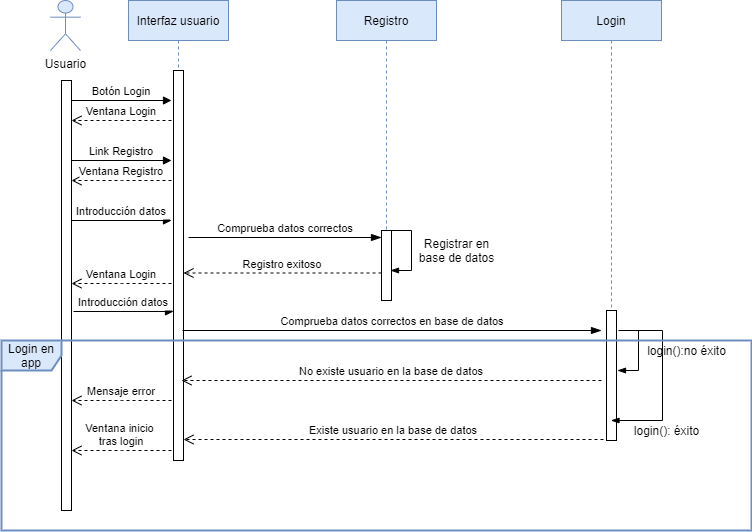 Interfaz usuario
Registro
Login
Usuario
Botón Login
Ventana Login
Link Registro
Ventana Registro
Introducción datos
Comprueba datos correctos
Registrar en
base de datos
Registro exitoso
Ventana Login
Introducción datos
Comprueba datos correctos en base de datos
Login en
app
login():no éxito
No existe usuario en la base de datos
Mensaje error
Ventana inicio
tras login
Existe usuario en la base de datos
login(): éxito